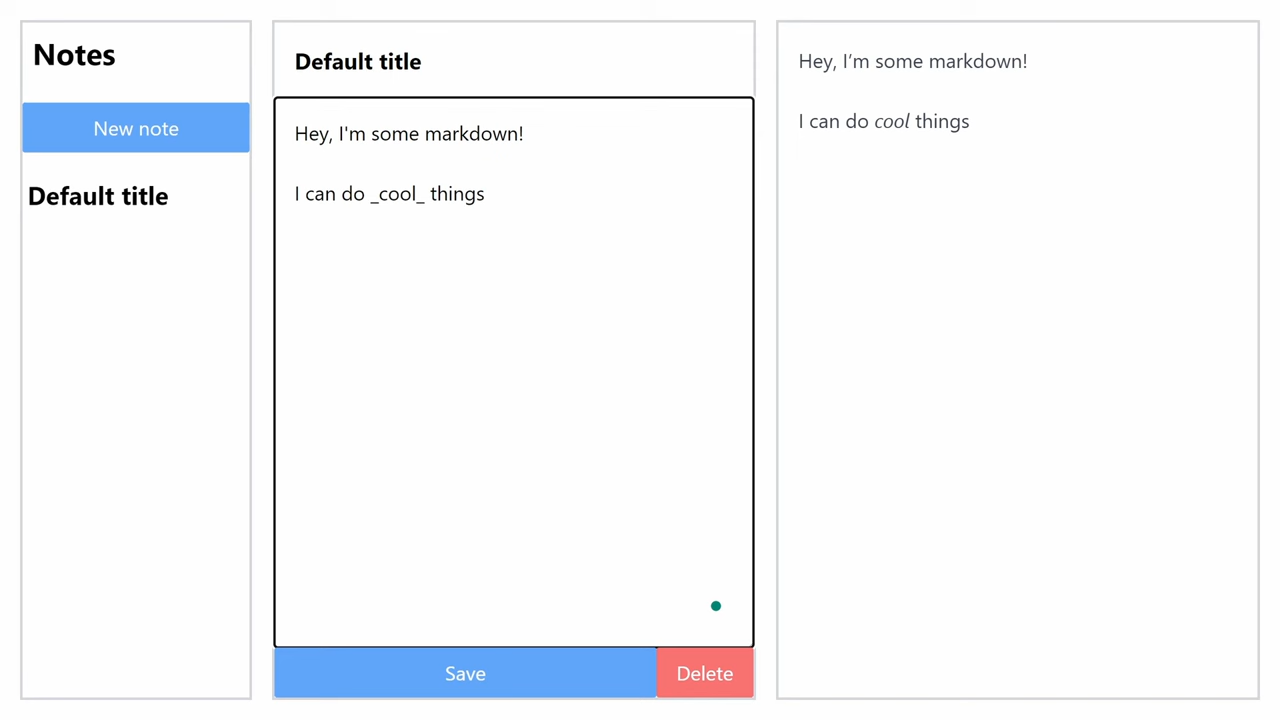 Notes
New note
Default title
Default title
Hey, I'm some markdown!
I can do _cool_ things
Save
Delete
Hey, I’m some markdown!
I can do cool things